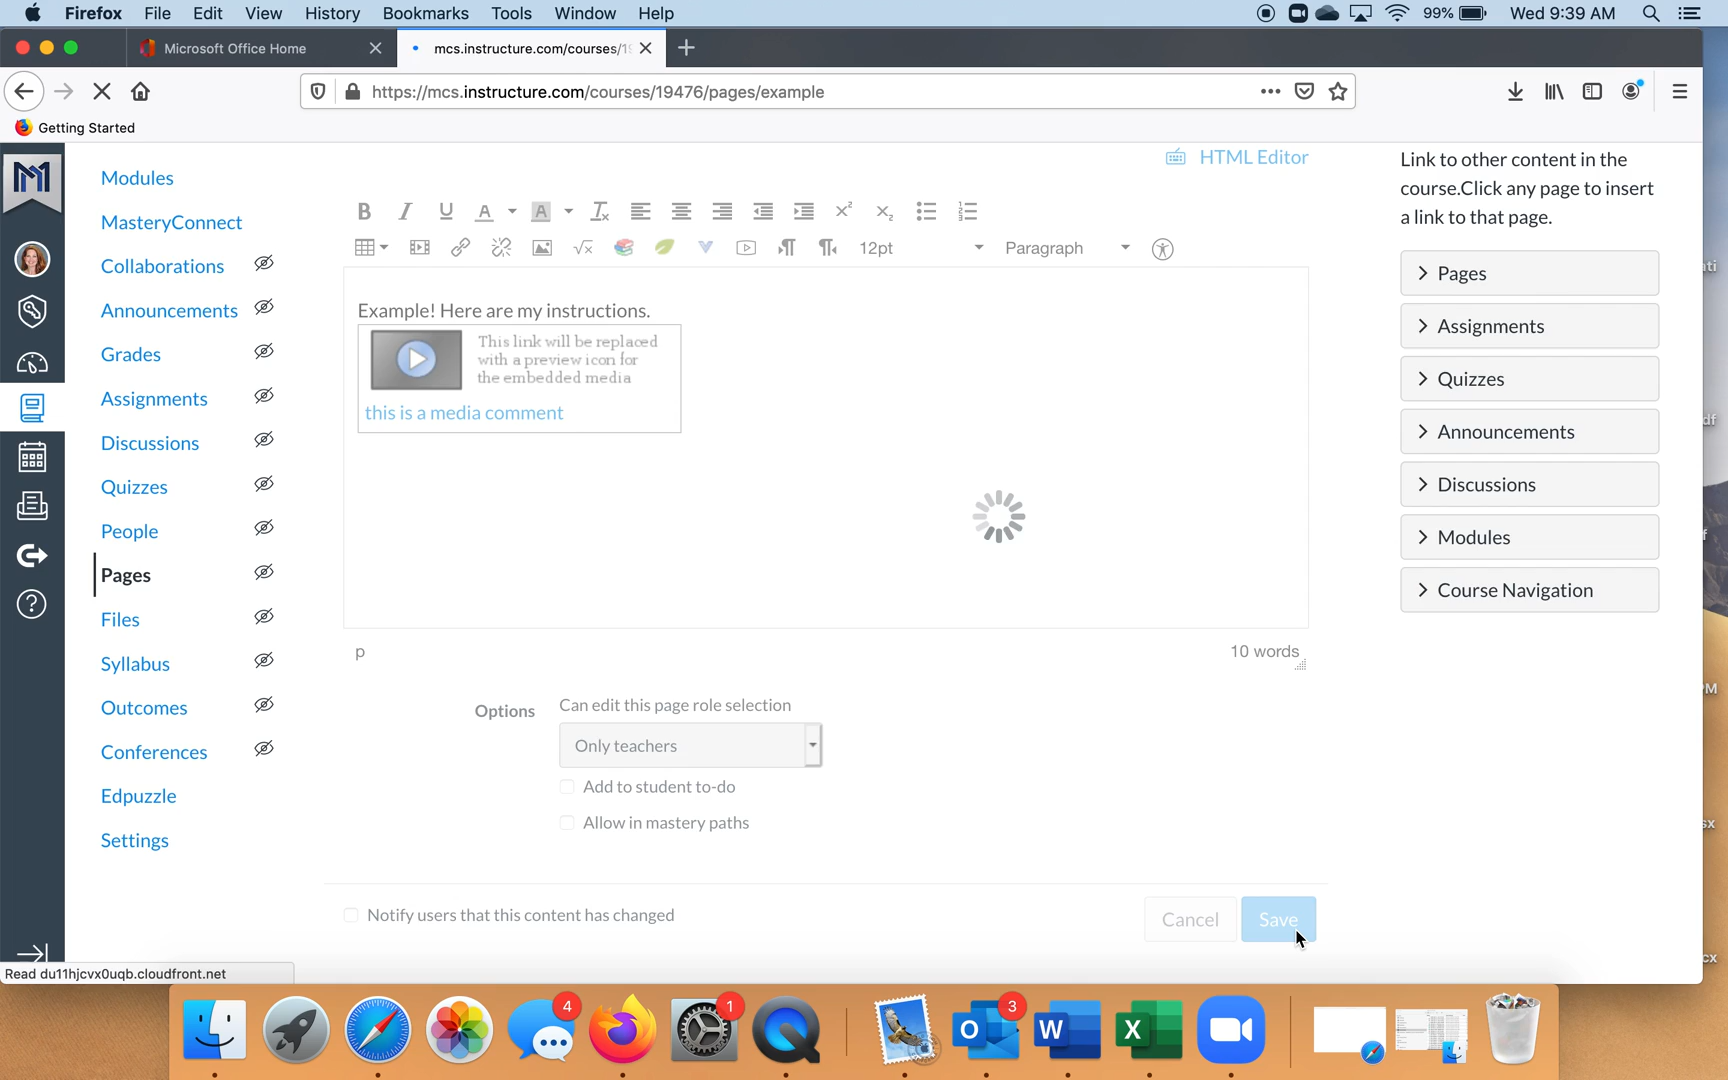 Firefox File Edit View History Bookmarks Tools Window Help 99% Wed 9:39 AM
Microsoft Office Home mcs.instructure.com/courses/19
https://mcs.instructure.com/courses/19476/pages/example
Getting Started
HTML Editor
Link to other content in the
course.Click any page to insert
a link to that page.
Modules
MasteryConnect
Collaborations
Announcements
Grades
Assignments
Discussions
Quizzes
People
Pages
Files
Syllabus
Outcomes
Conferences
Edpuzzle
Settings
12pt Paragraph
Example! Here are my instructions.
This link will be replaced
with a preview icon for
the embedded media
this is a media comment
p 10 words
Options
Can edit this page role selection
Only teachers
Add to student to-do
Allow in mastery paths
Notify users that this content has changed
Cancel Save
Pages
Assignments
Quizzes
Announcements
Discussions
Modules
Course Navigation
Read du11hjcvx0uqb.cloudfront.net
4 1 3